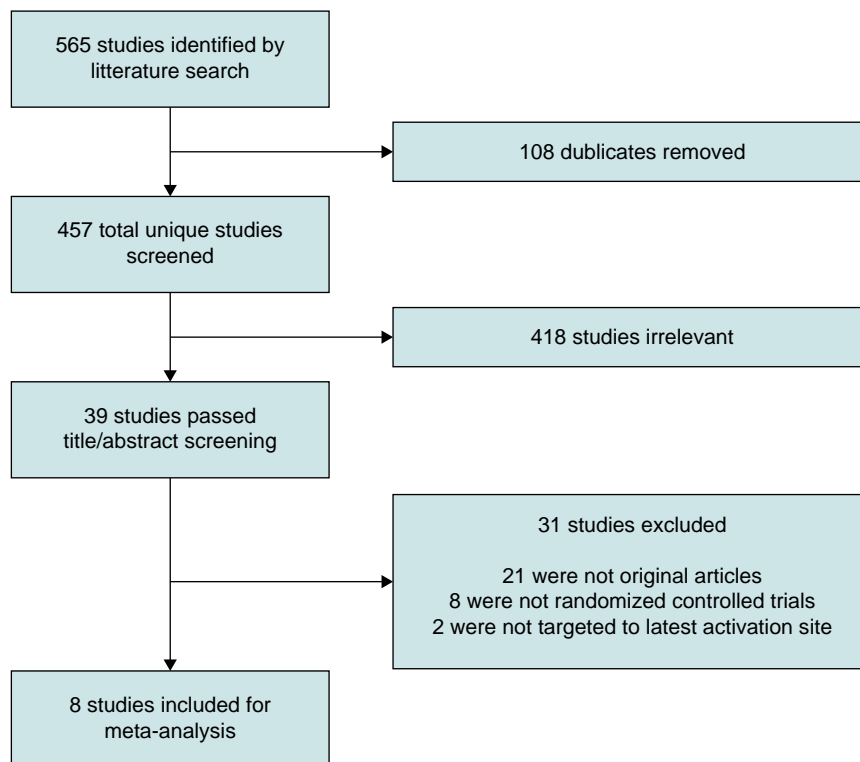 565 studies identified by
litterature search
108 dublicates removed
457 total unique studies
screened
418 studies irrelevant
39 studies passed
title/abstract screening
31 studies excluded
21 were not original articles
8 were not randomized controlled trials
2 were not targeted to latest activation site
8 studies included for
meta-analysis